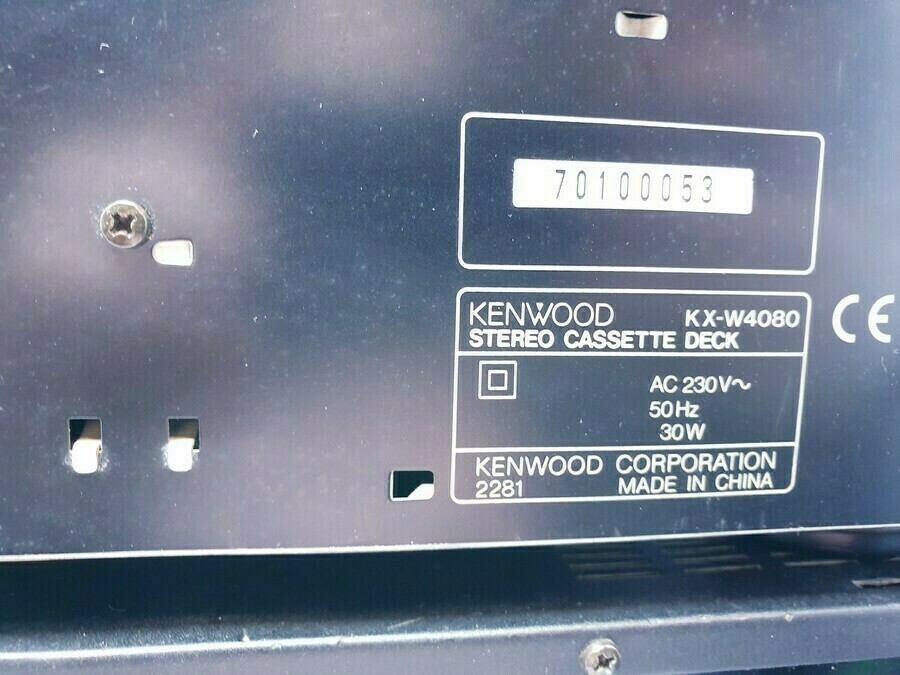 70100053
KENWOOD KX-W4080
STEREO CASSETTE DECK
AC 230V~
50Hz
30W
KENWOOD CORPORATION
2281 MADE IN CHINA
CE